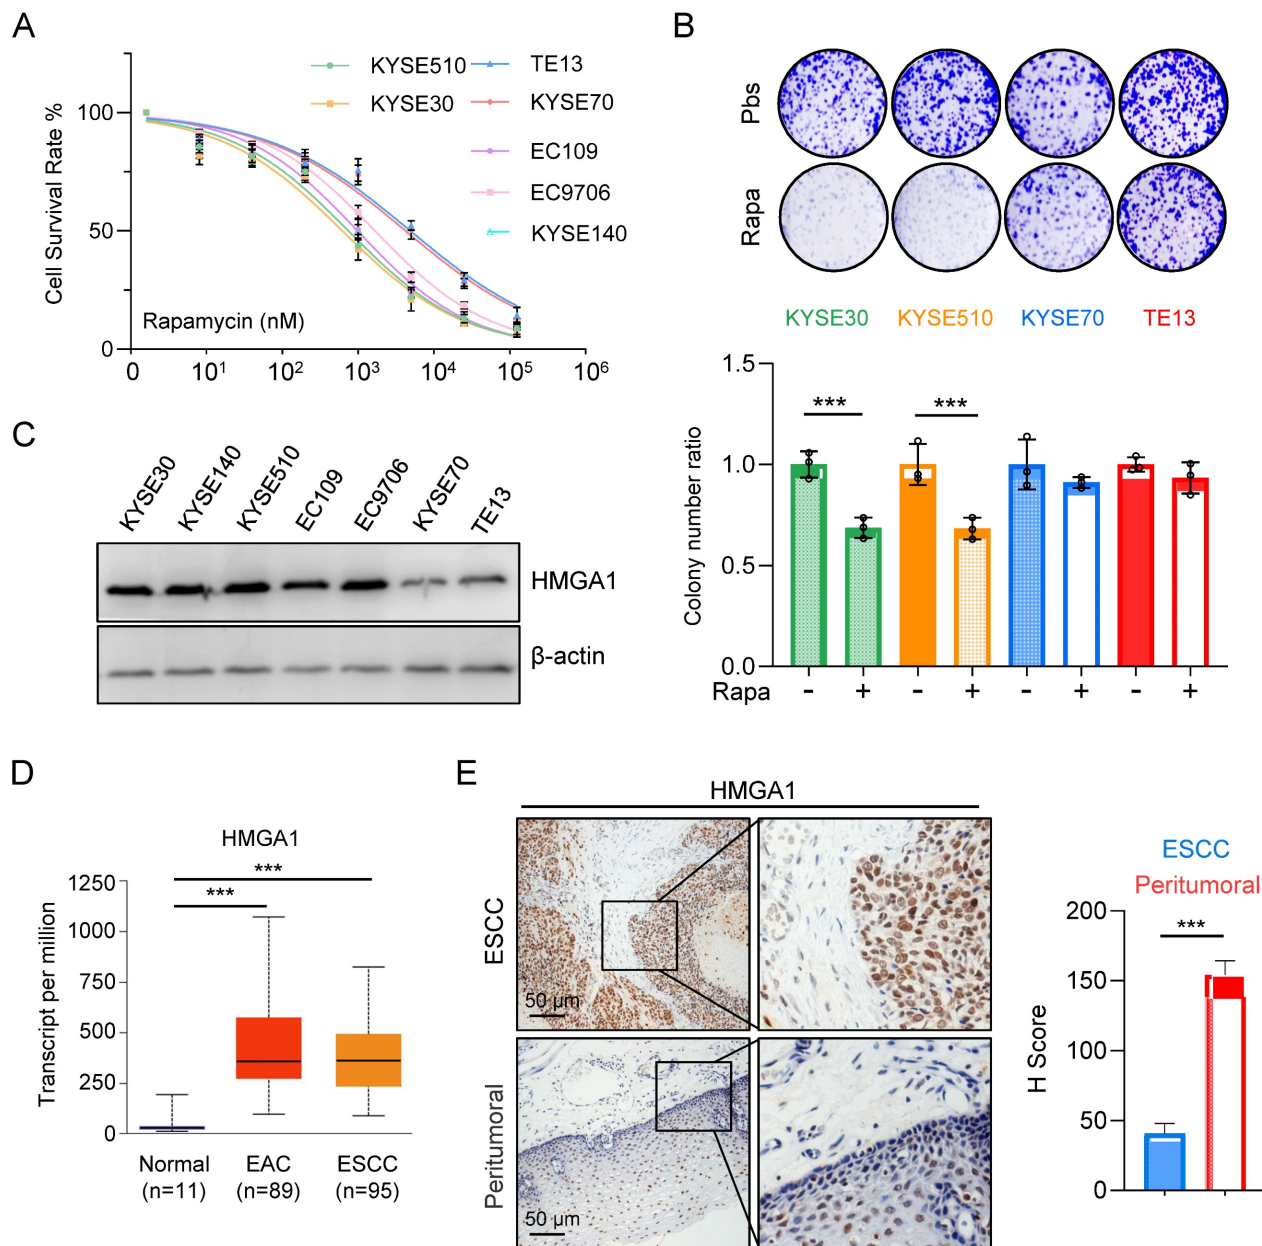 A
KYSE510
KYSE30
TE13
KYSE70
EC109
EC9706
KYSE140
Cell Survival Rate %
100
50
0
Rapamycin (nM)
0 10¹ 10² 10³ 10⁴ 10⁵ 10⁶
B
Pbs
Rapa
KYSE30 KYSE510 KYSE70 TE13
Colony number ratio
1.5
1.0
0.5
0.0
*** ***
Rapa - + - + - + - +
C
KYSE30 KYSE140 KYSE510 EC109 EC9706 KYSE70 TE13
HMGA1
β-actin
D
HMGA1
Transcript per million
1250
1000
750
500
250
0
***
***
Normal EAC ESCC
(n=11) (n=89) (n=95)
E
HMGA1
ESCC
50 μm
Peritumoral
50 μm
ESCC
Peritumoral
H Score
200
150
100
50
0
***